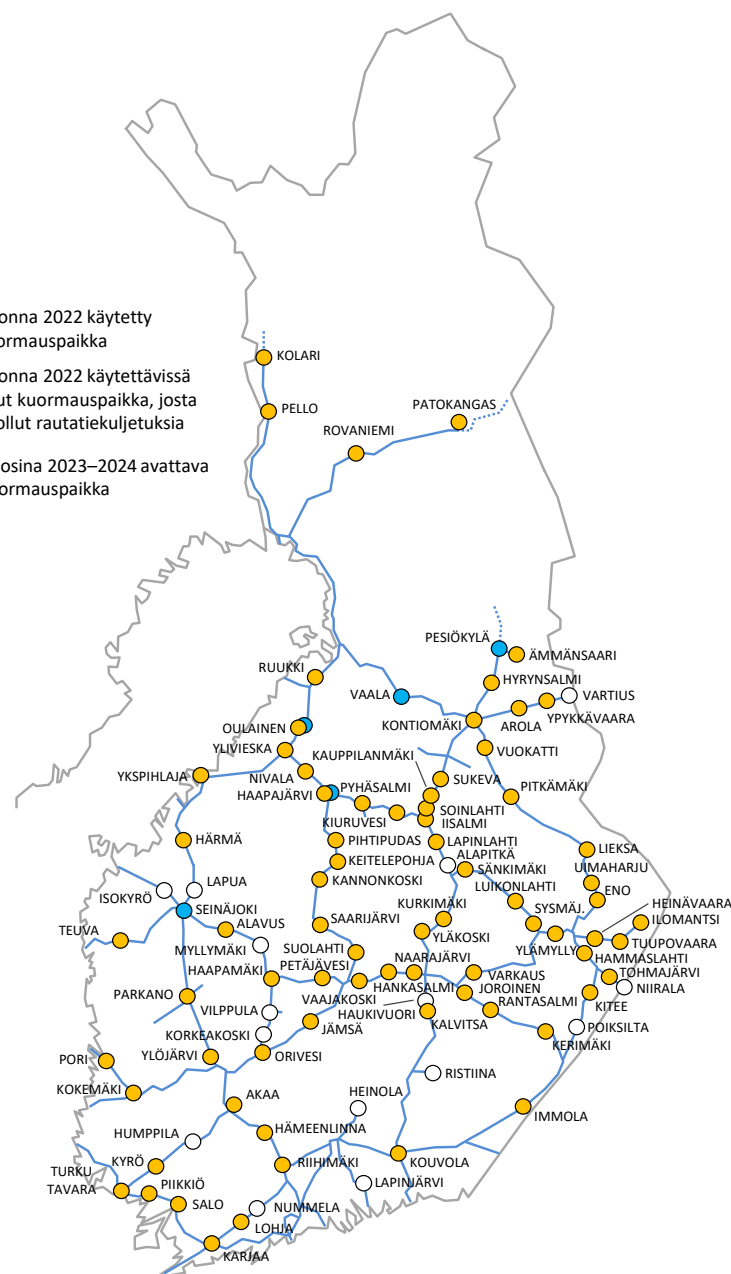 onna 2022 käytetty
ormauspaikka
onna 2022 käytettävissä
ut kuormauspaikka, josta
ollut rautatiekuljetuksia
osina 2023–2024 avattava
ormauspaikka
KOLARI
PELLO
PATOKANGAS
ROVANIEMI
PESIÖKYLÄ
ÄMMÄNSAARI
RUUKKI
HYRYNSALMI
VAALA
VARTIUS
YPYKKÄVAARA
AROLA
KONTIOMÄKI
OULAINEN
YLIVIESKA
VUOKATTI
KAUPPILANMÄKI
YKSPIHLAJA
NIVALA
SUKEVA
PITKÄMÄKI
HAAPAJÄRVI
PYHÄSALMI
SOINLAHTI
KIURUVESI
IISALMI
HÄRMÄ
PIHTIPUDAS
LAPINLAHTI
LIEKSA
KEITELEPOHJA
ALAPITKÄ
SÄNKIMÄKI
UIMAHARJU
KANNONKOSKI
LAPUA
ISOKYRÖ
LUIKONLAHTI
ENO
HEINÄVAARA
SEINÄJOKI
KURKIMÄKI
SYSMÄJ.
ILOMANTSI
TEUVA
ALAVUS
SAARIJÄRVI
YLÄKOSKI
YLÄMYLLY
TUUPOVAARA
MYLLYMÄKI
SUOLAHTI
NAARAJÄRVI
HAMMASLAHTI
HAAPAMÄKI
PETÄJÄVESI
VARKAUS
TOHMAJÄRVI
HANKASALMI
JOROINEN
NIIRALA
PARKANO
VAAJAKOSKI
RANTASALMI
KITEE
VILPPULA
HAUKIVUORI
KALVITSA
KORKEAKOSKI
JÄMSÄ
POIKSILTA
KERIMÄKI
PORI
YLÖJÄRVI
ORIVESI
RISTIINA
KOKEMÄKI
AKAA
HEINOLA
IMMOLA
HUMPPILA
HÄMEENLINNA
KYRÖ
RIIHIMÄKI
KOUVOLA
TURKU
TAVARA
PIIKKIÖ
LAPINJÄRVI
SALO
NUMMELA
LOHJA
KARJAA